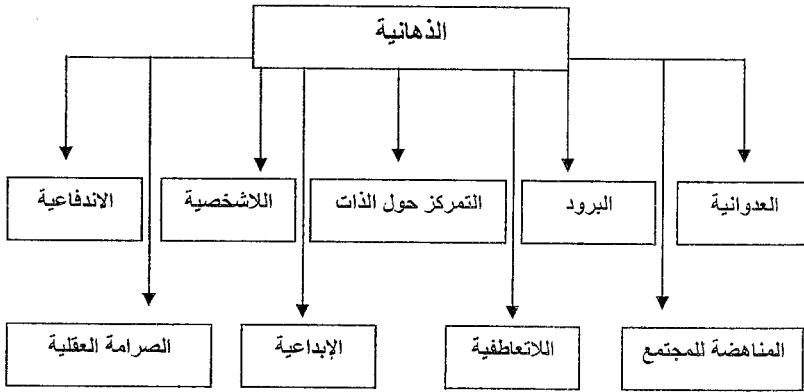 الذهانية
العدوانية
البرود
التمركز حول الذات
اللاشخصية
الاندفاعية
المناهضة للمجتمع
اللاتعاطفية
الإبداعية
الصرامة العقلية